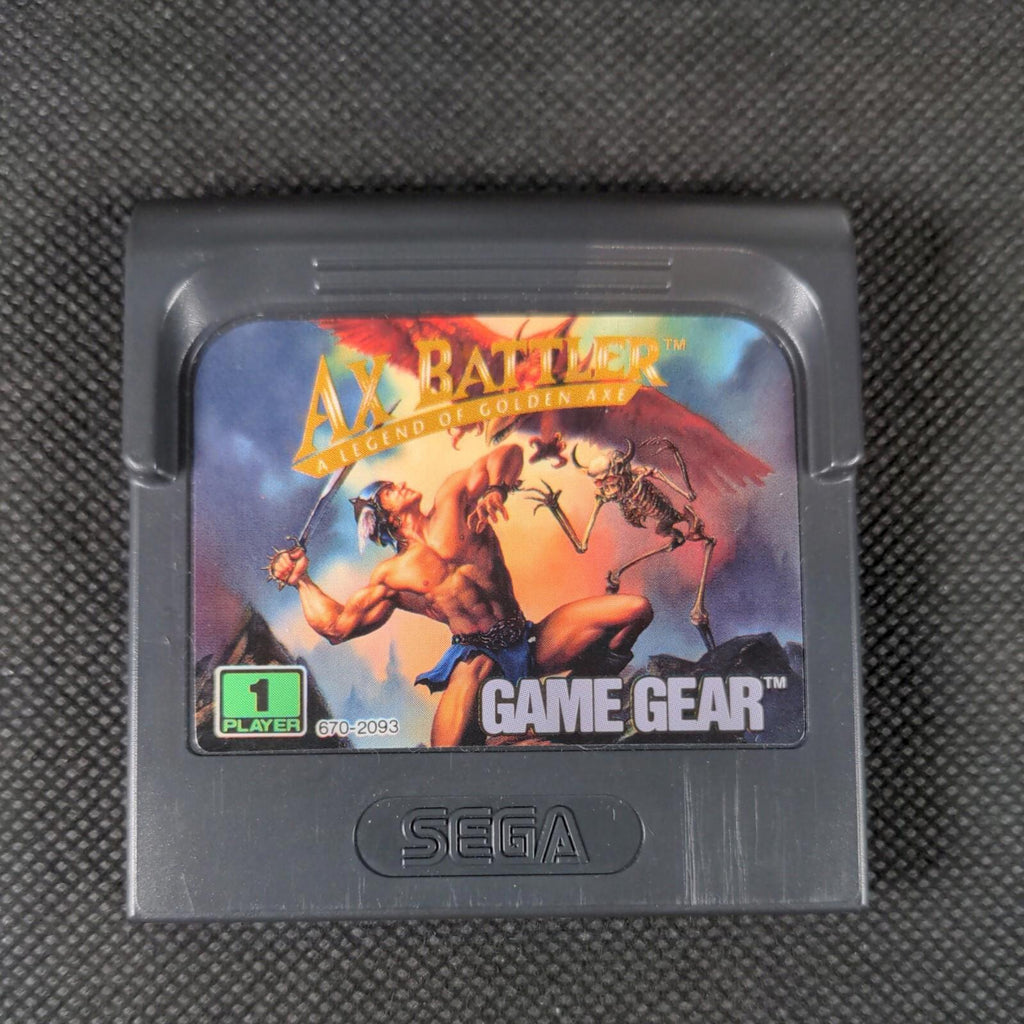 AX BATTLER™
A LEGEND OF GOLDEN AXE
1
PLAYER
670-2093
GAME GEAR™
SEGA